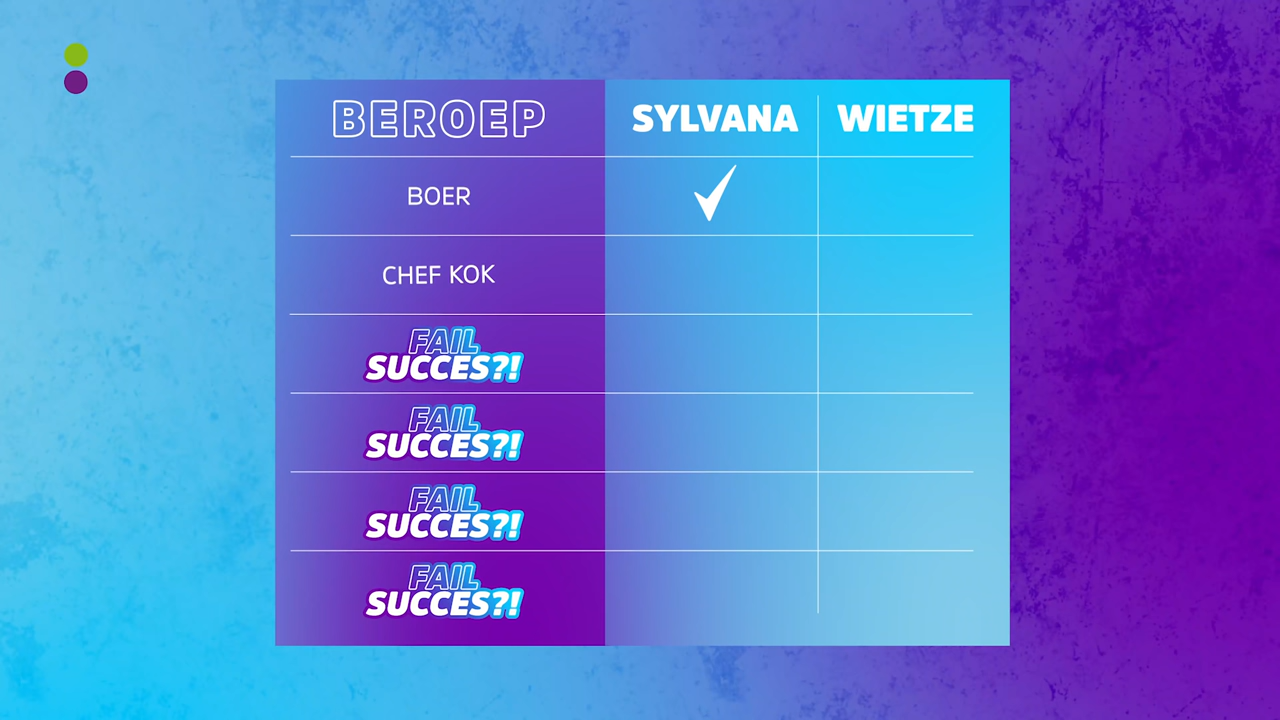 BEROEP SYLVANA WIETZE
BOER
CHEF KOK
FAIL
SUCCES?!
FAIL
SUCCES?!
FAIL
SUCCES?!
FAIL
SUCCES?!